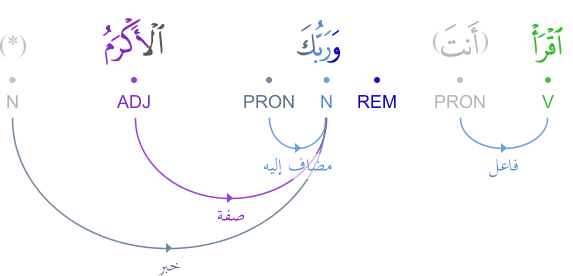 ٱقْرَأْ (أَنتَ) وَرَبُّكَ ٱلْأَكْرَمُ (*)
V PRON REM N PRON ADJ N
فاعل مضاف إليه
صفة
خبر